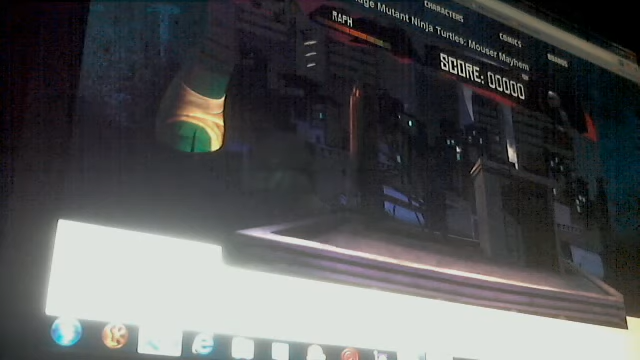 CHARACTERS
COMICS
age Mutant Ninja Turtles: Mouser Mayhem
RAPH
SCORE: 00000